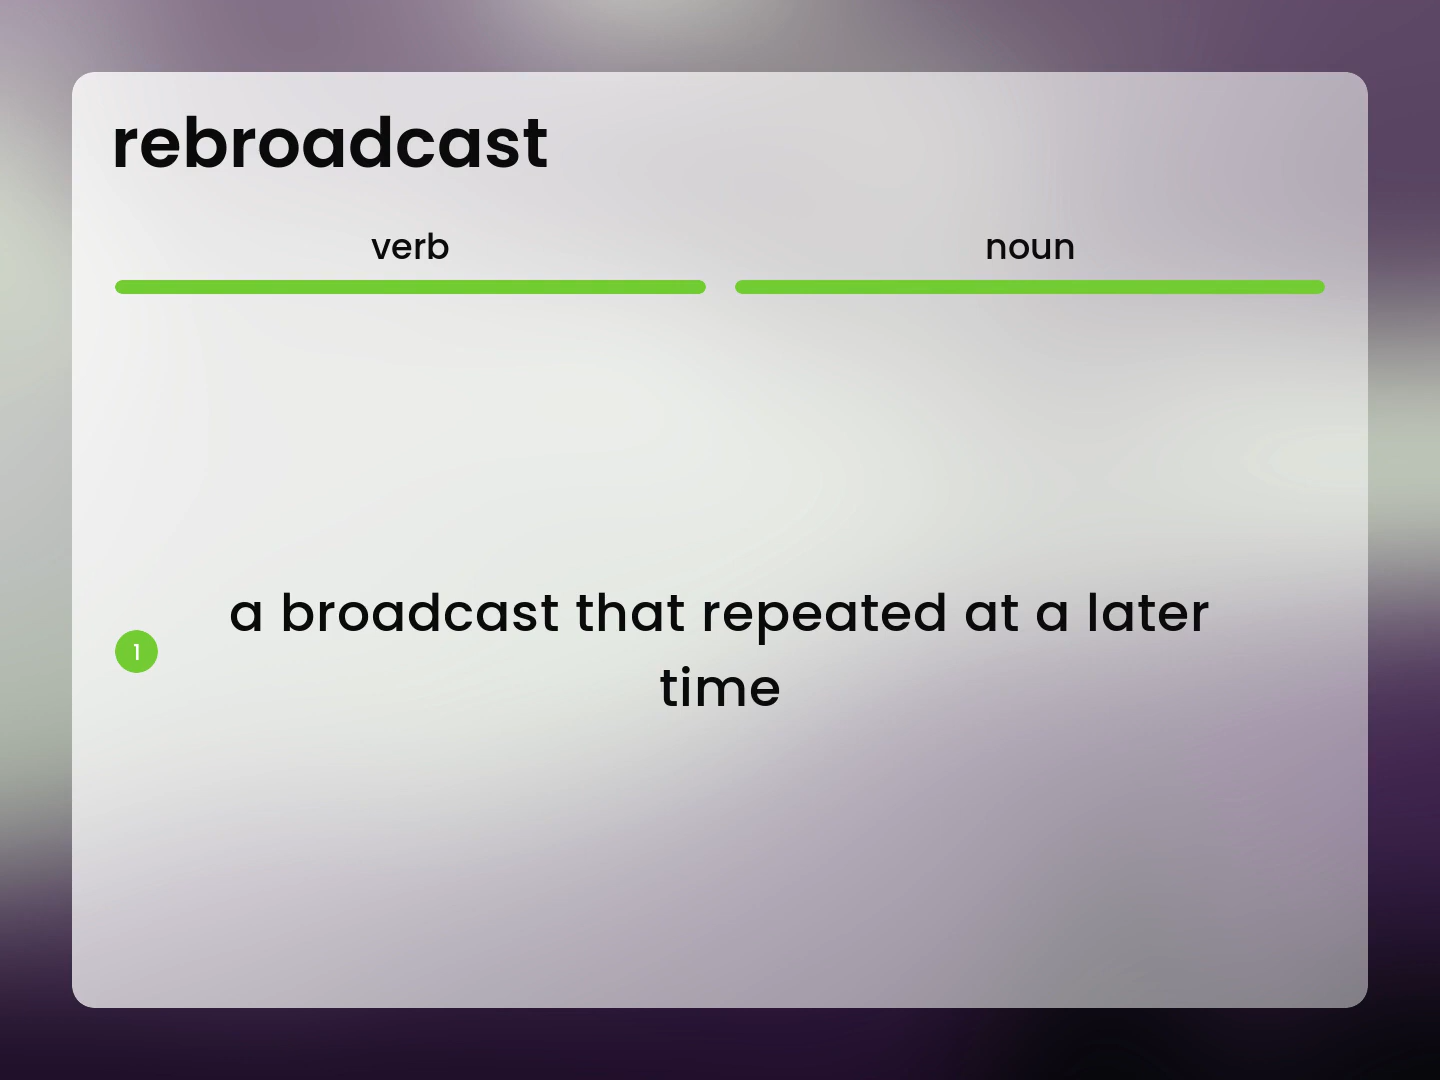 rebroadcast
verb
noun
1
a broadcast that repeated at a later
time